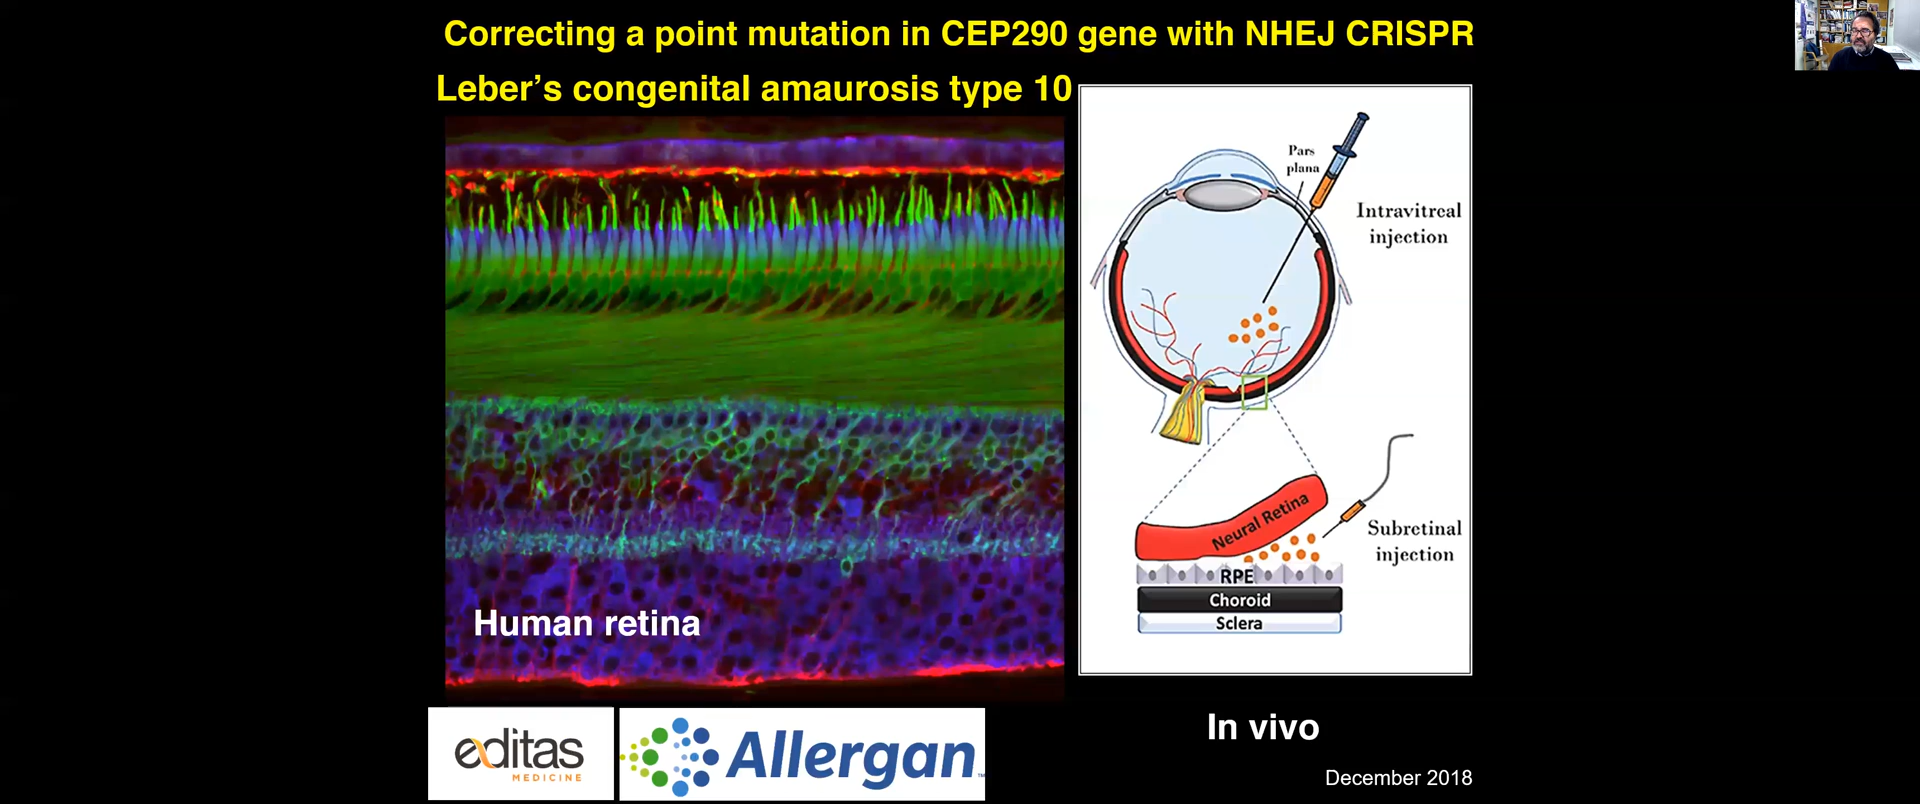 Correcting a point mutation in CEP290 gene with NHEJ CRISPR
Leber's congenital amaurosis type 10
Pars
plana
Intravitreal
injection
Neural Retina
Subretinal
injection
RPE
Choroid
Sclera
Human retina
editas
MEDICINE
Allergan
In vivo
December 2018